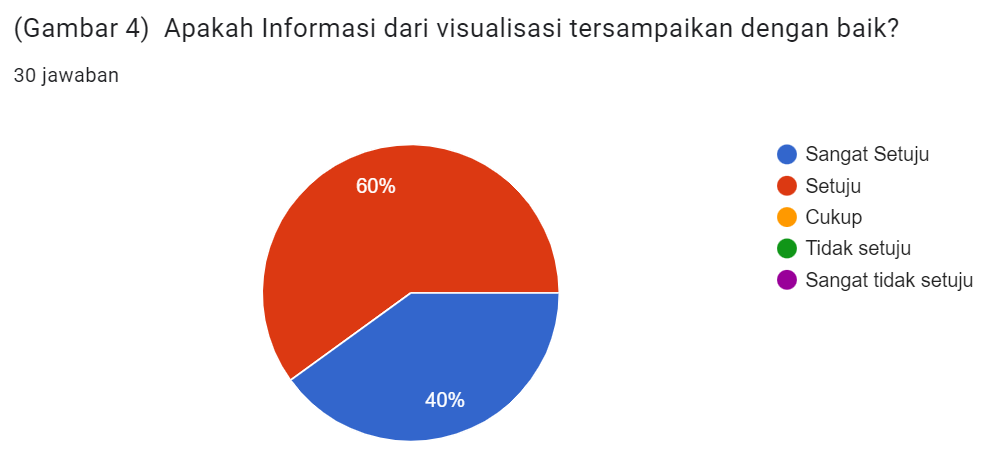 (Gambar 4) Apakah Informasi dari visualisasi tersampaikan dengan baik?
30 jawaban
60%
40%
Sangat Setuju
Setuju
Cukup
Tidak setuju
Sangat tidak setuju